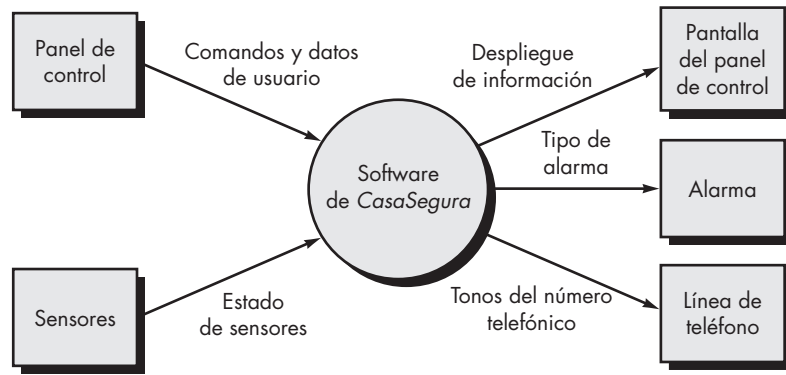 Panel de
control
Comandos y datos
de usuario
Despliegue
de información
Pantalla
del panel
de control
Software
de CasaSegura
Tipo de
alarma
Alarma
Sensores
Estado
de sensores
Tonos del número
telefónico
Línea de
teléfono